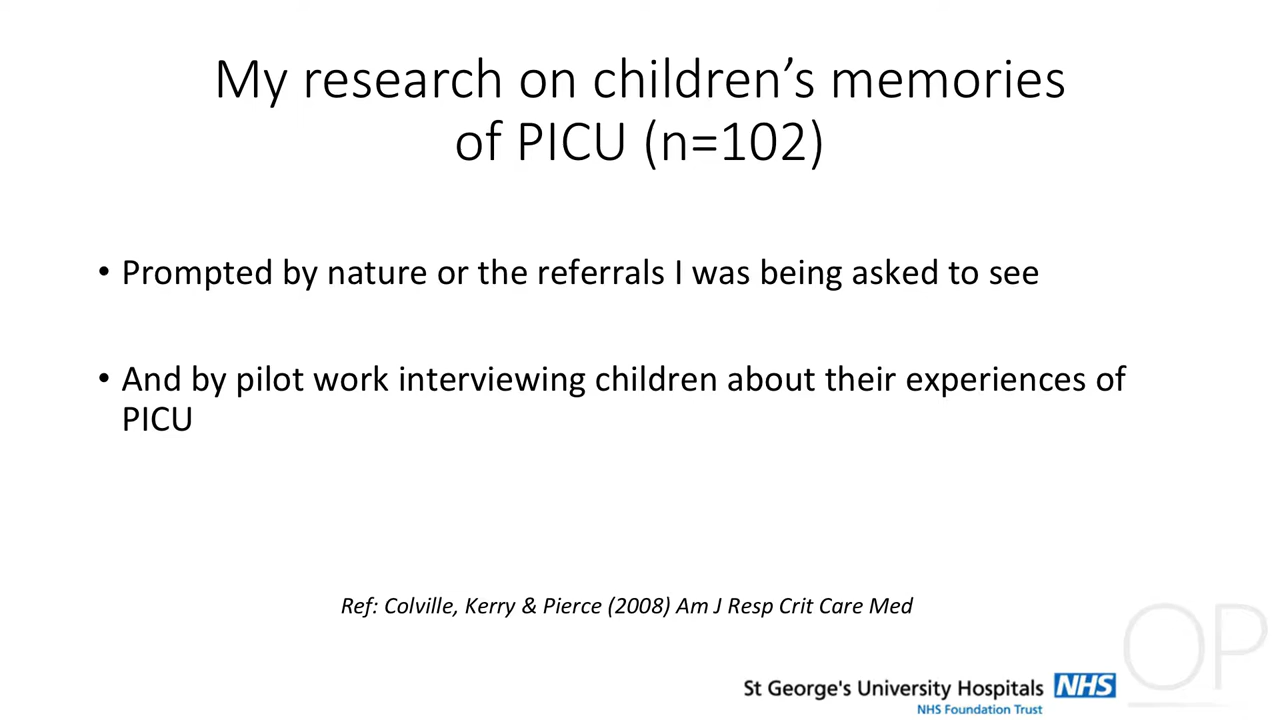 My research on children’s memories
of PICU (n=102)
• Prompted by nature or the referrals I was being asked to see
• And by pilot work interviewing children about their experiences of
PICU
Ref: Colville, Kerry & Pierce (2008) Am J Resp Crit Care Med
OP
St George's University Hospitals NHS
NHS Foundation Trust